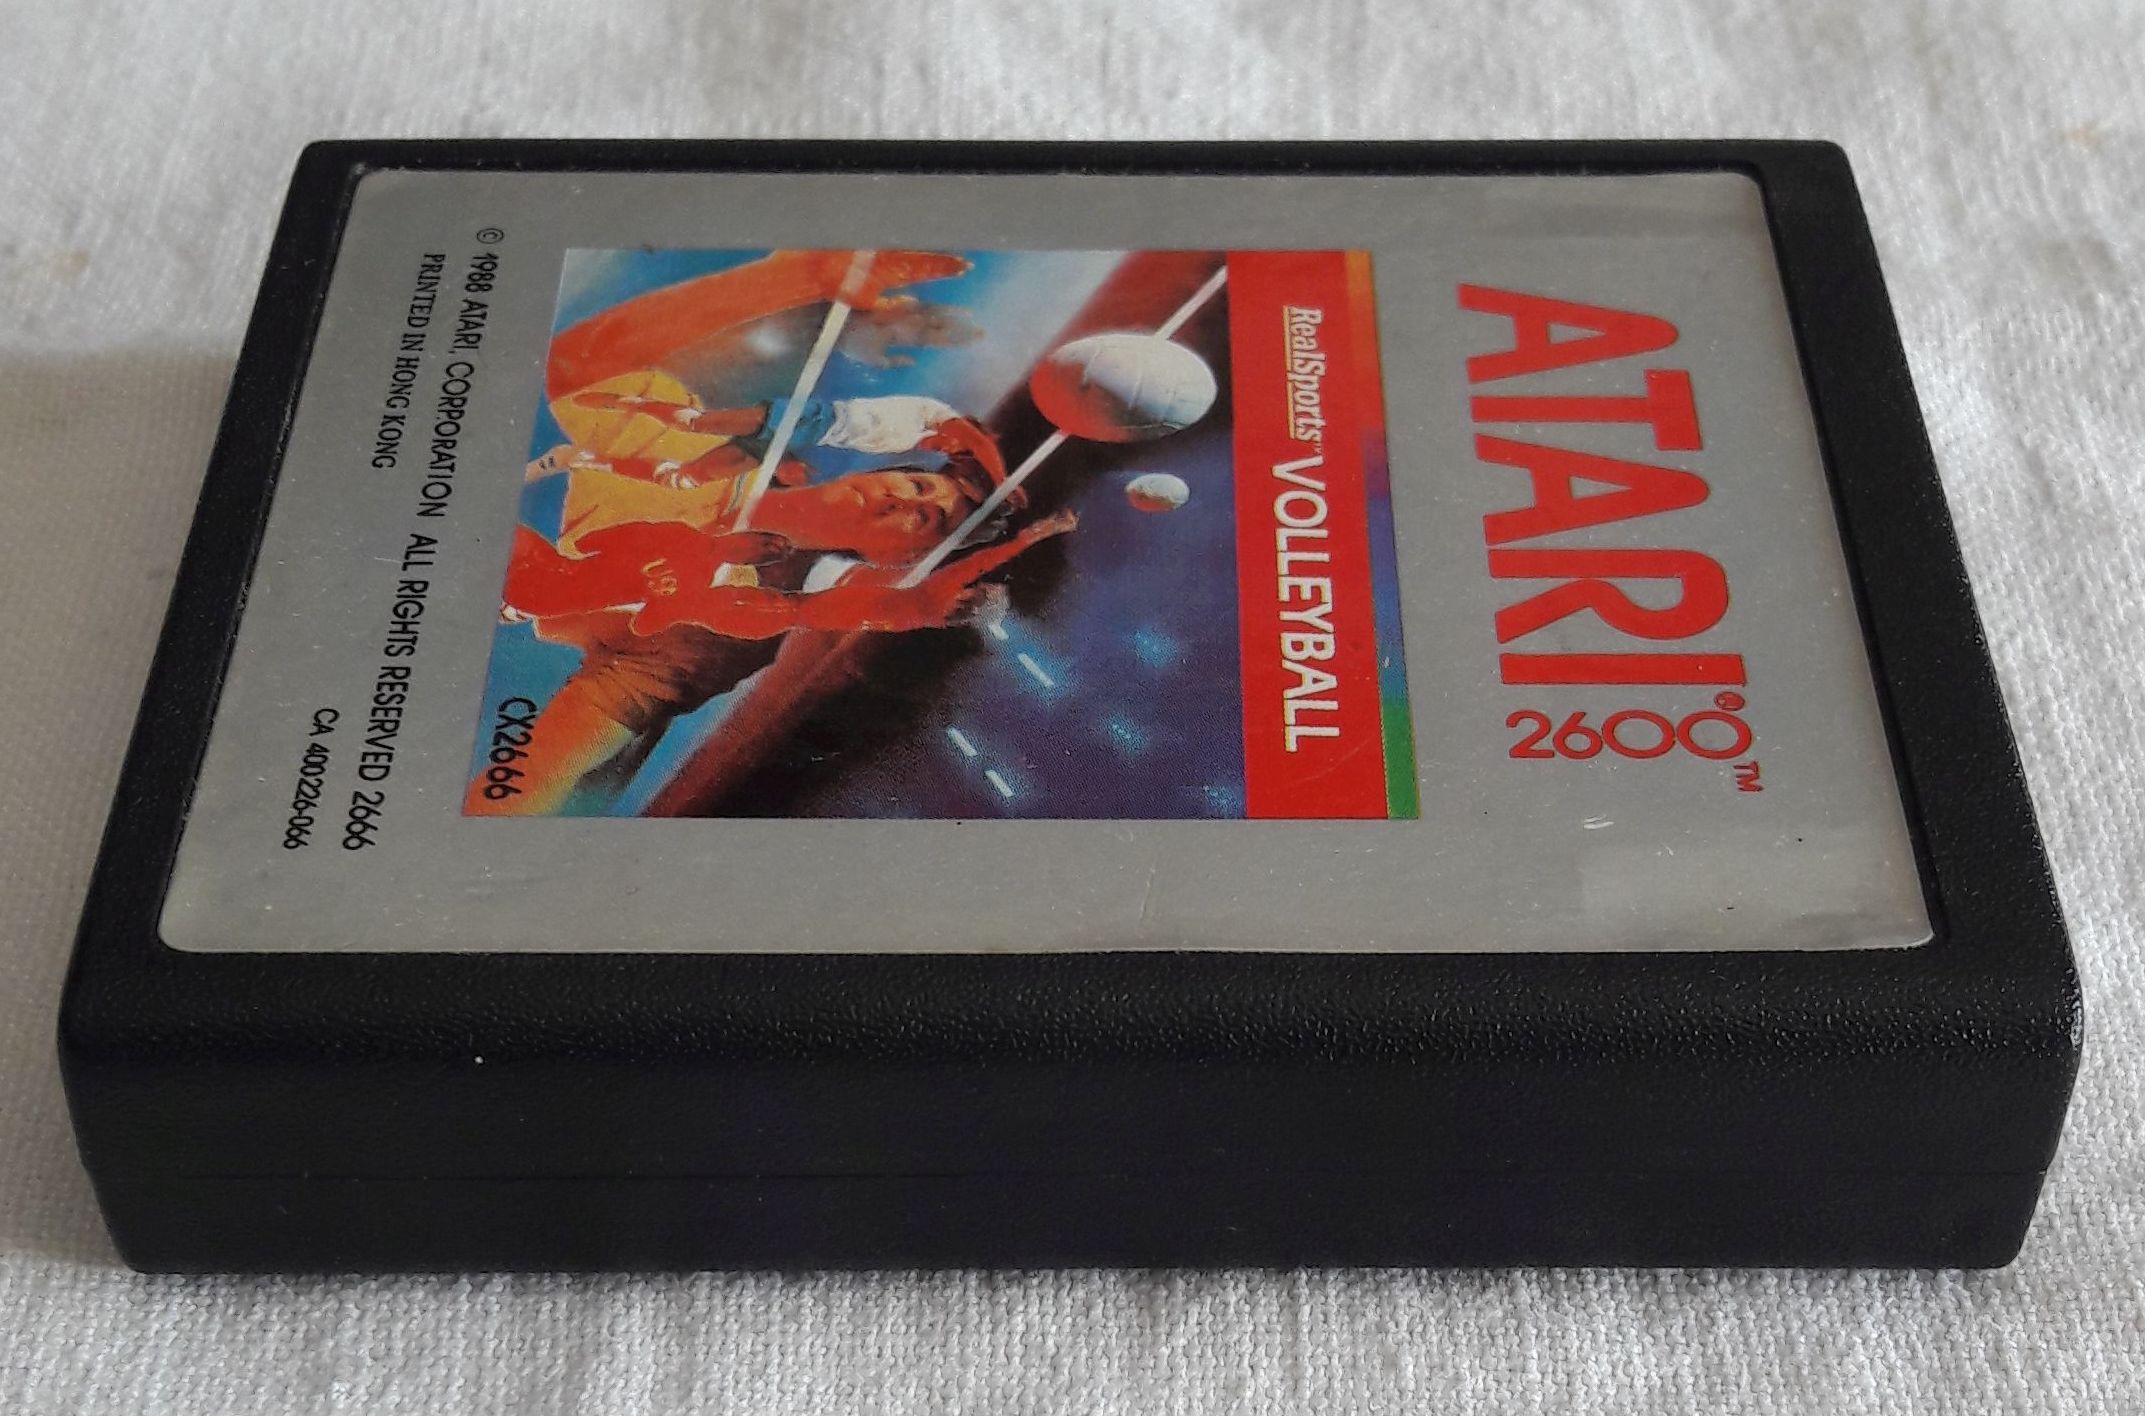 ATARI® 2600™
RealSports™ VOLLEYBALL
USA
CX2666
© 1988 ATARI, CORPORATION ALL RIGHTS RESERVED 2666
PRINTED IN HONG KONG
CA 400226-066